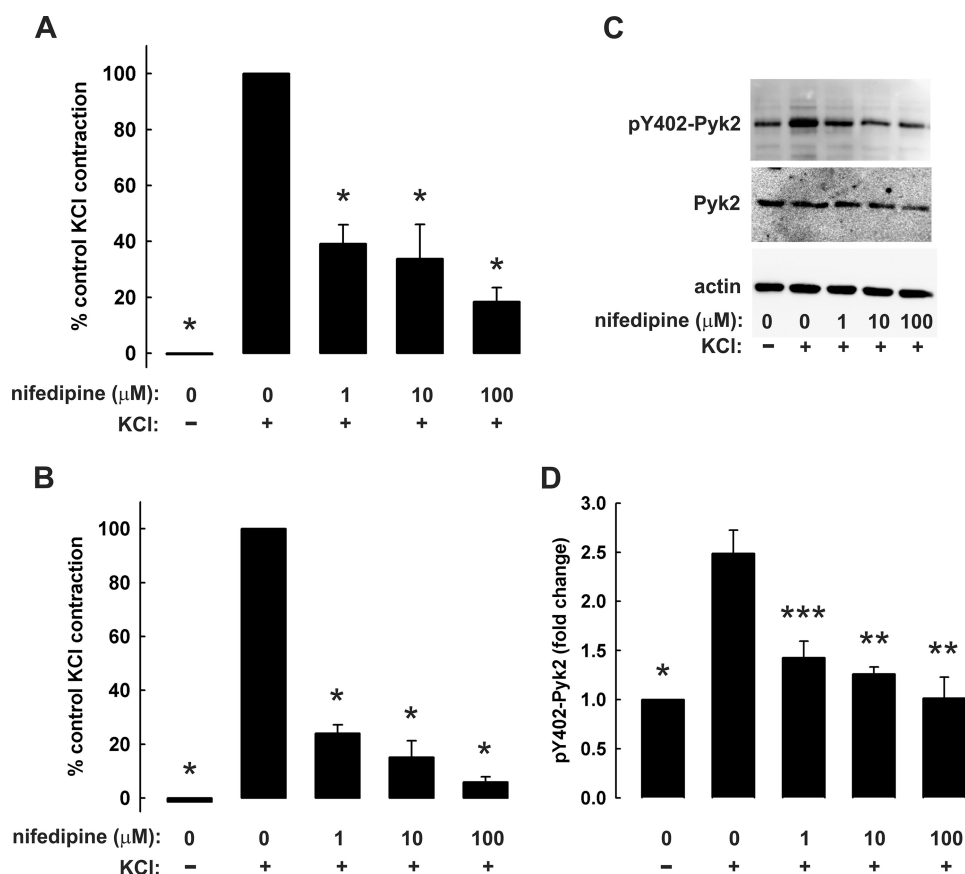 A
% control KCl contraction
100
80
60
40
20
0
*
*
*
*
nifedipine (μM): 0 0 1 10 100
KCl: – + + + +
C
pY402-Pyk2
Pyk2
actin
nifedipine (μM): 0 0 1 10 100
KCl: – + + + +
B
% control KCl contraction
100
80
60
40
20
0
*
*
*
*
nifedipine (μM): 0 0 1 10 100
KCl: – + + + +
D
pY402-Pyk2 (fold change)
3.0
2.5
2.0
1.5
1.0
0.5
0.0
*
***
**
**
0 0 1 10 100
– + + + +